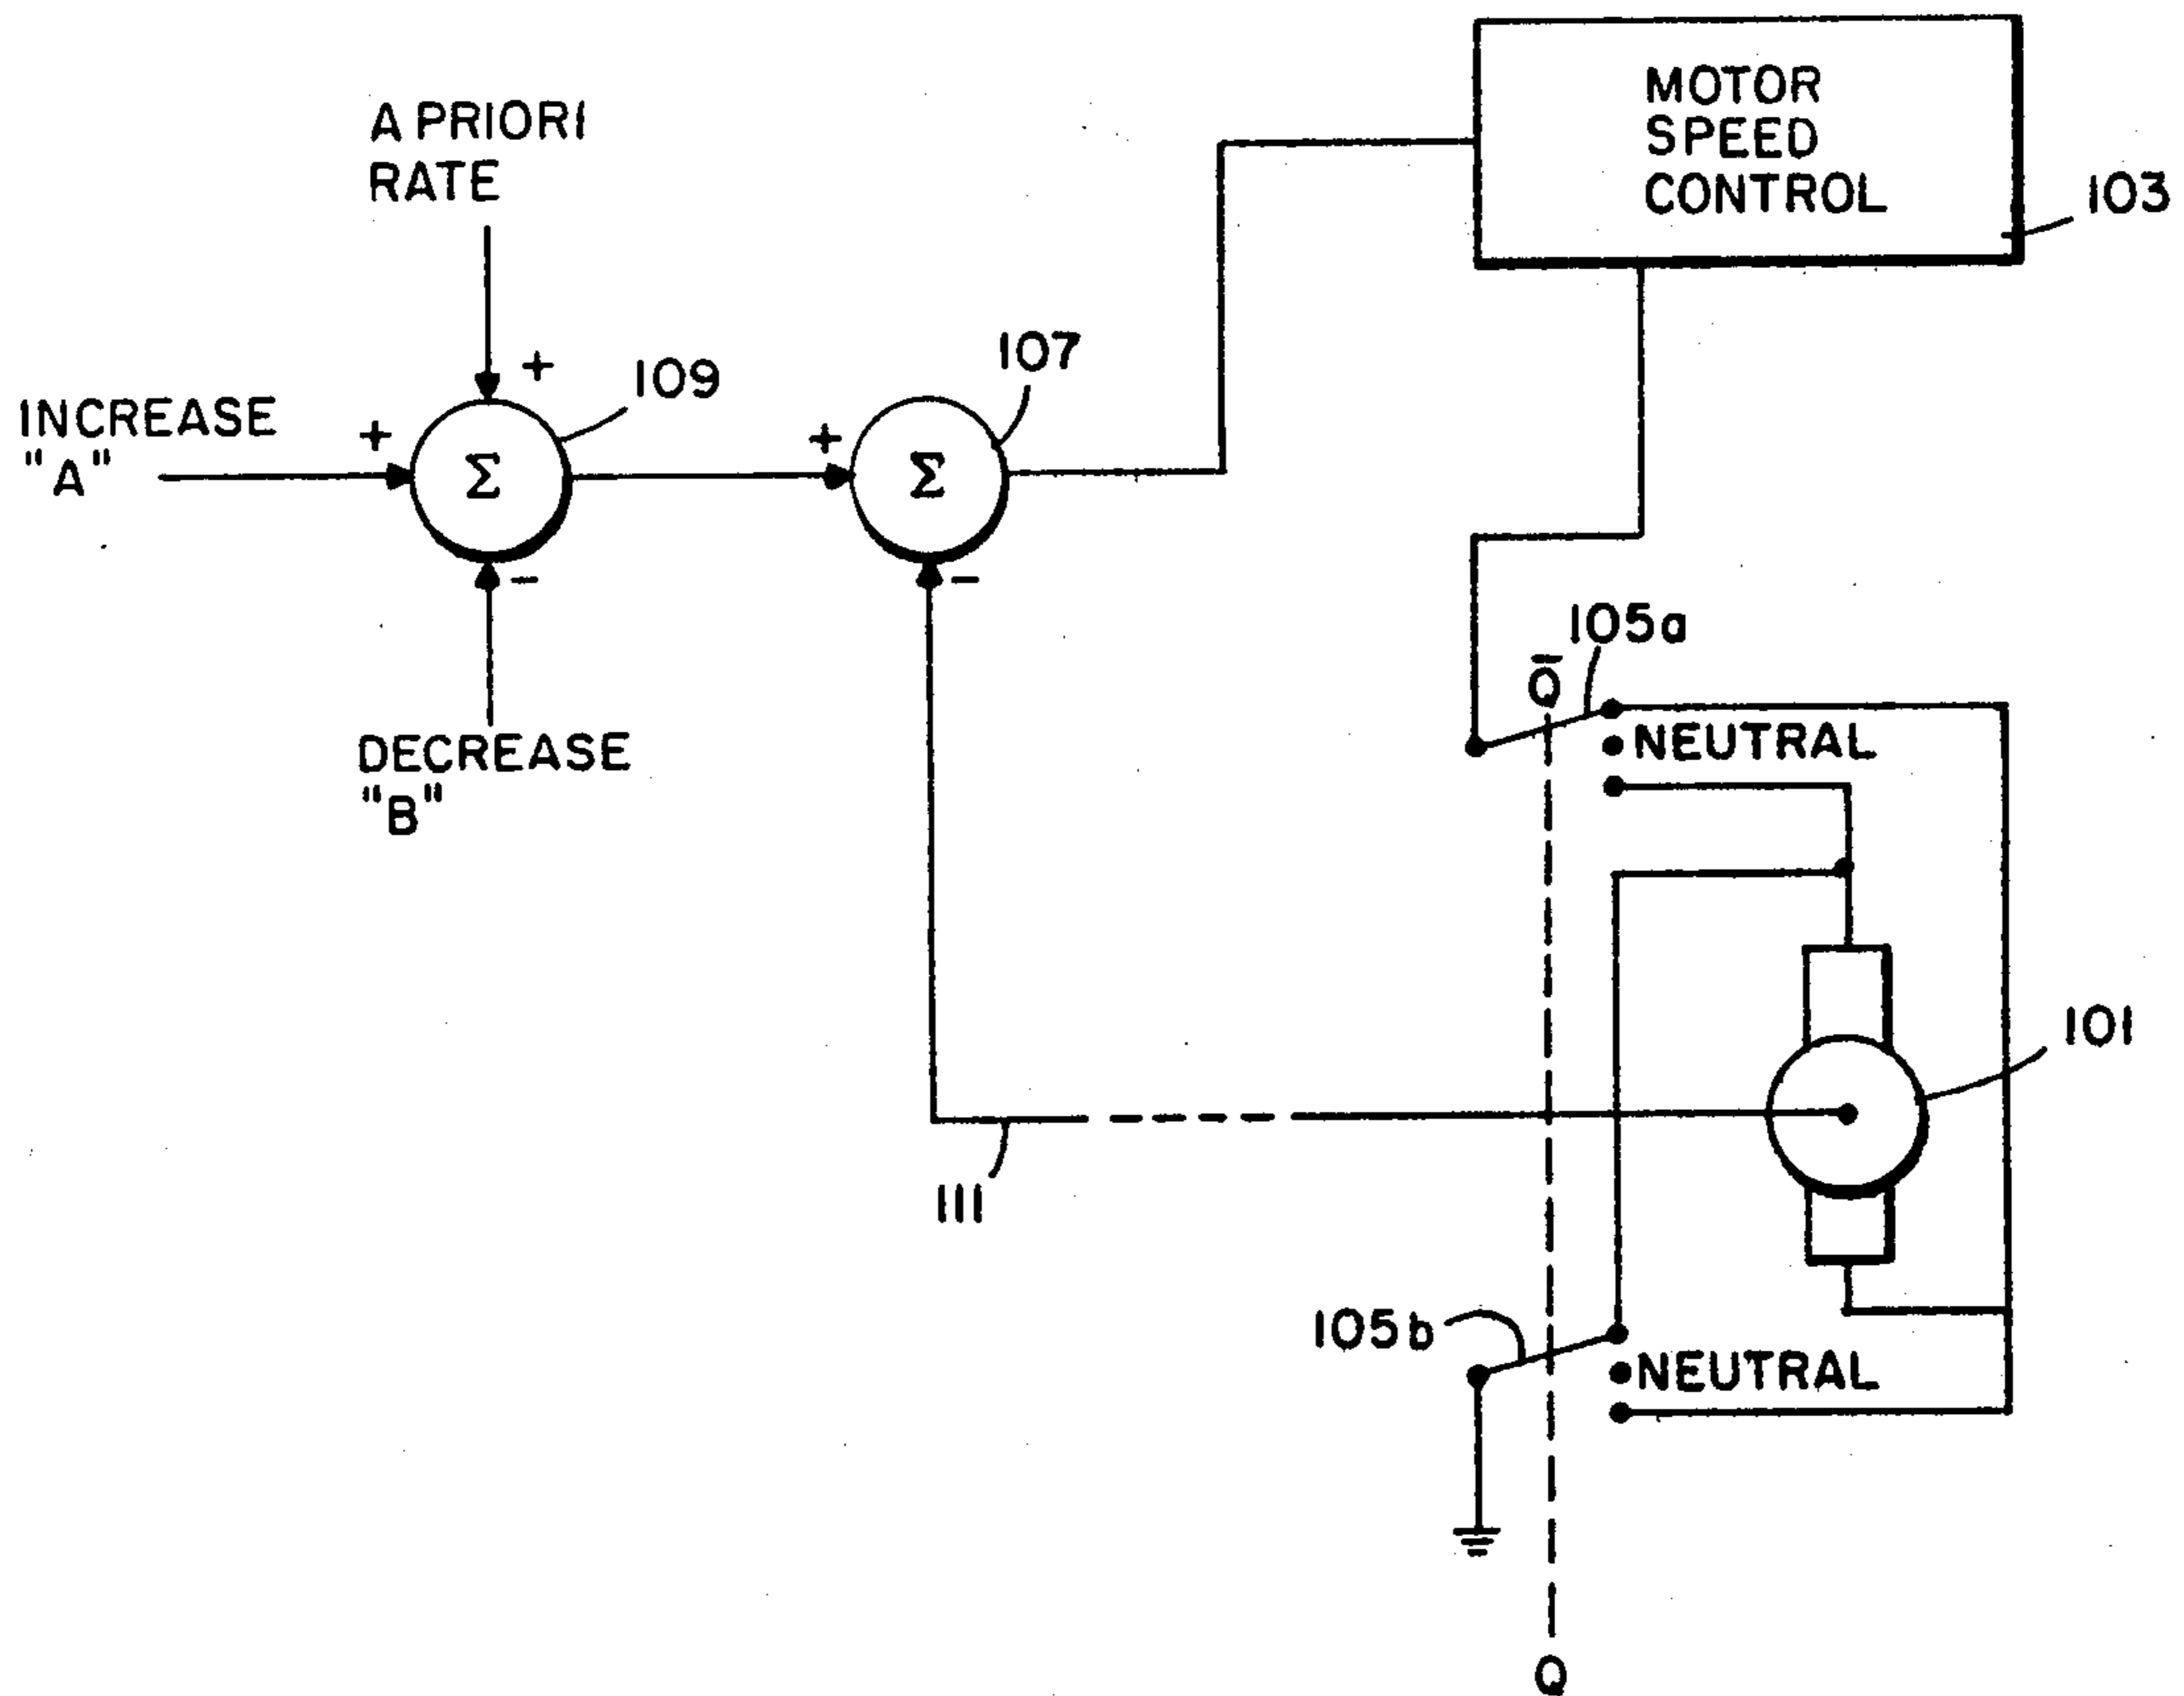 MOTOR
SPEED
CONTROL
103
A PRIORI
RATE
+
109
107
INCREASE
"A"
+
Σ
+
Σ
-
-
DECREASE
"B"
105a
Q̄
NEUTRAL
101
111
105b
NEUTRAL
Q